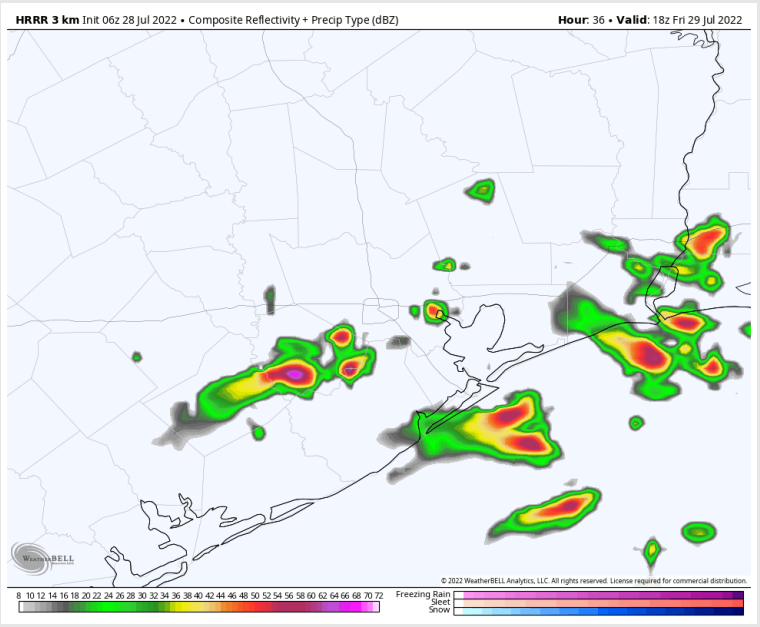 HRRR 3 km Init 06z 28 Jul 2022 • Composite Reflectivity + Precip Type (dBZ)
Hour: 36 • Valid: 18z Fri 29 Jul 2022
WEATHERBELL
© 2022 WeatherBELL Analytics, LLC. All rights reserved. License required for commercial distribution.
8 10 12 14 16 18 20 22 24 26 28 30 32 34 36 38 40 42 44 46 48 50 52 54 56 58 60 62 64 66 68 70 72
Freezing Rain
Sleet
Snow